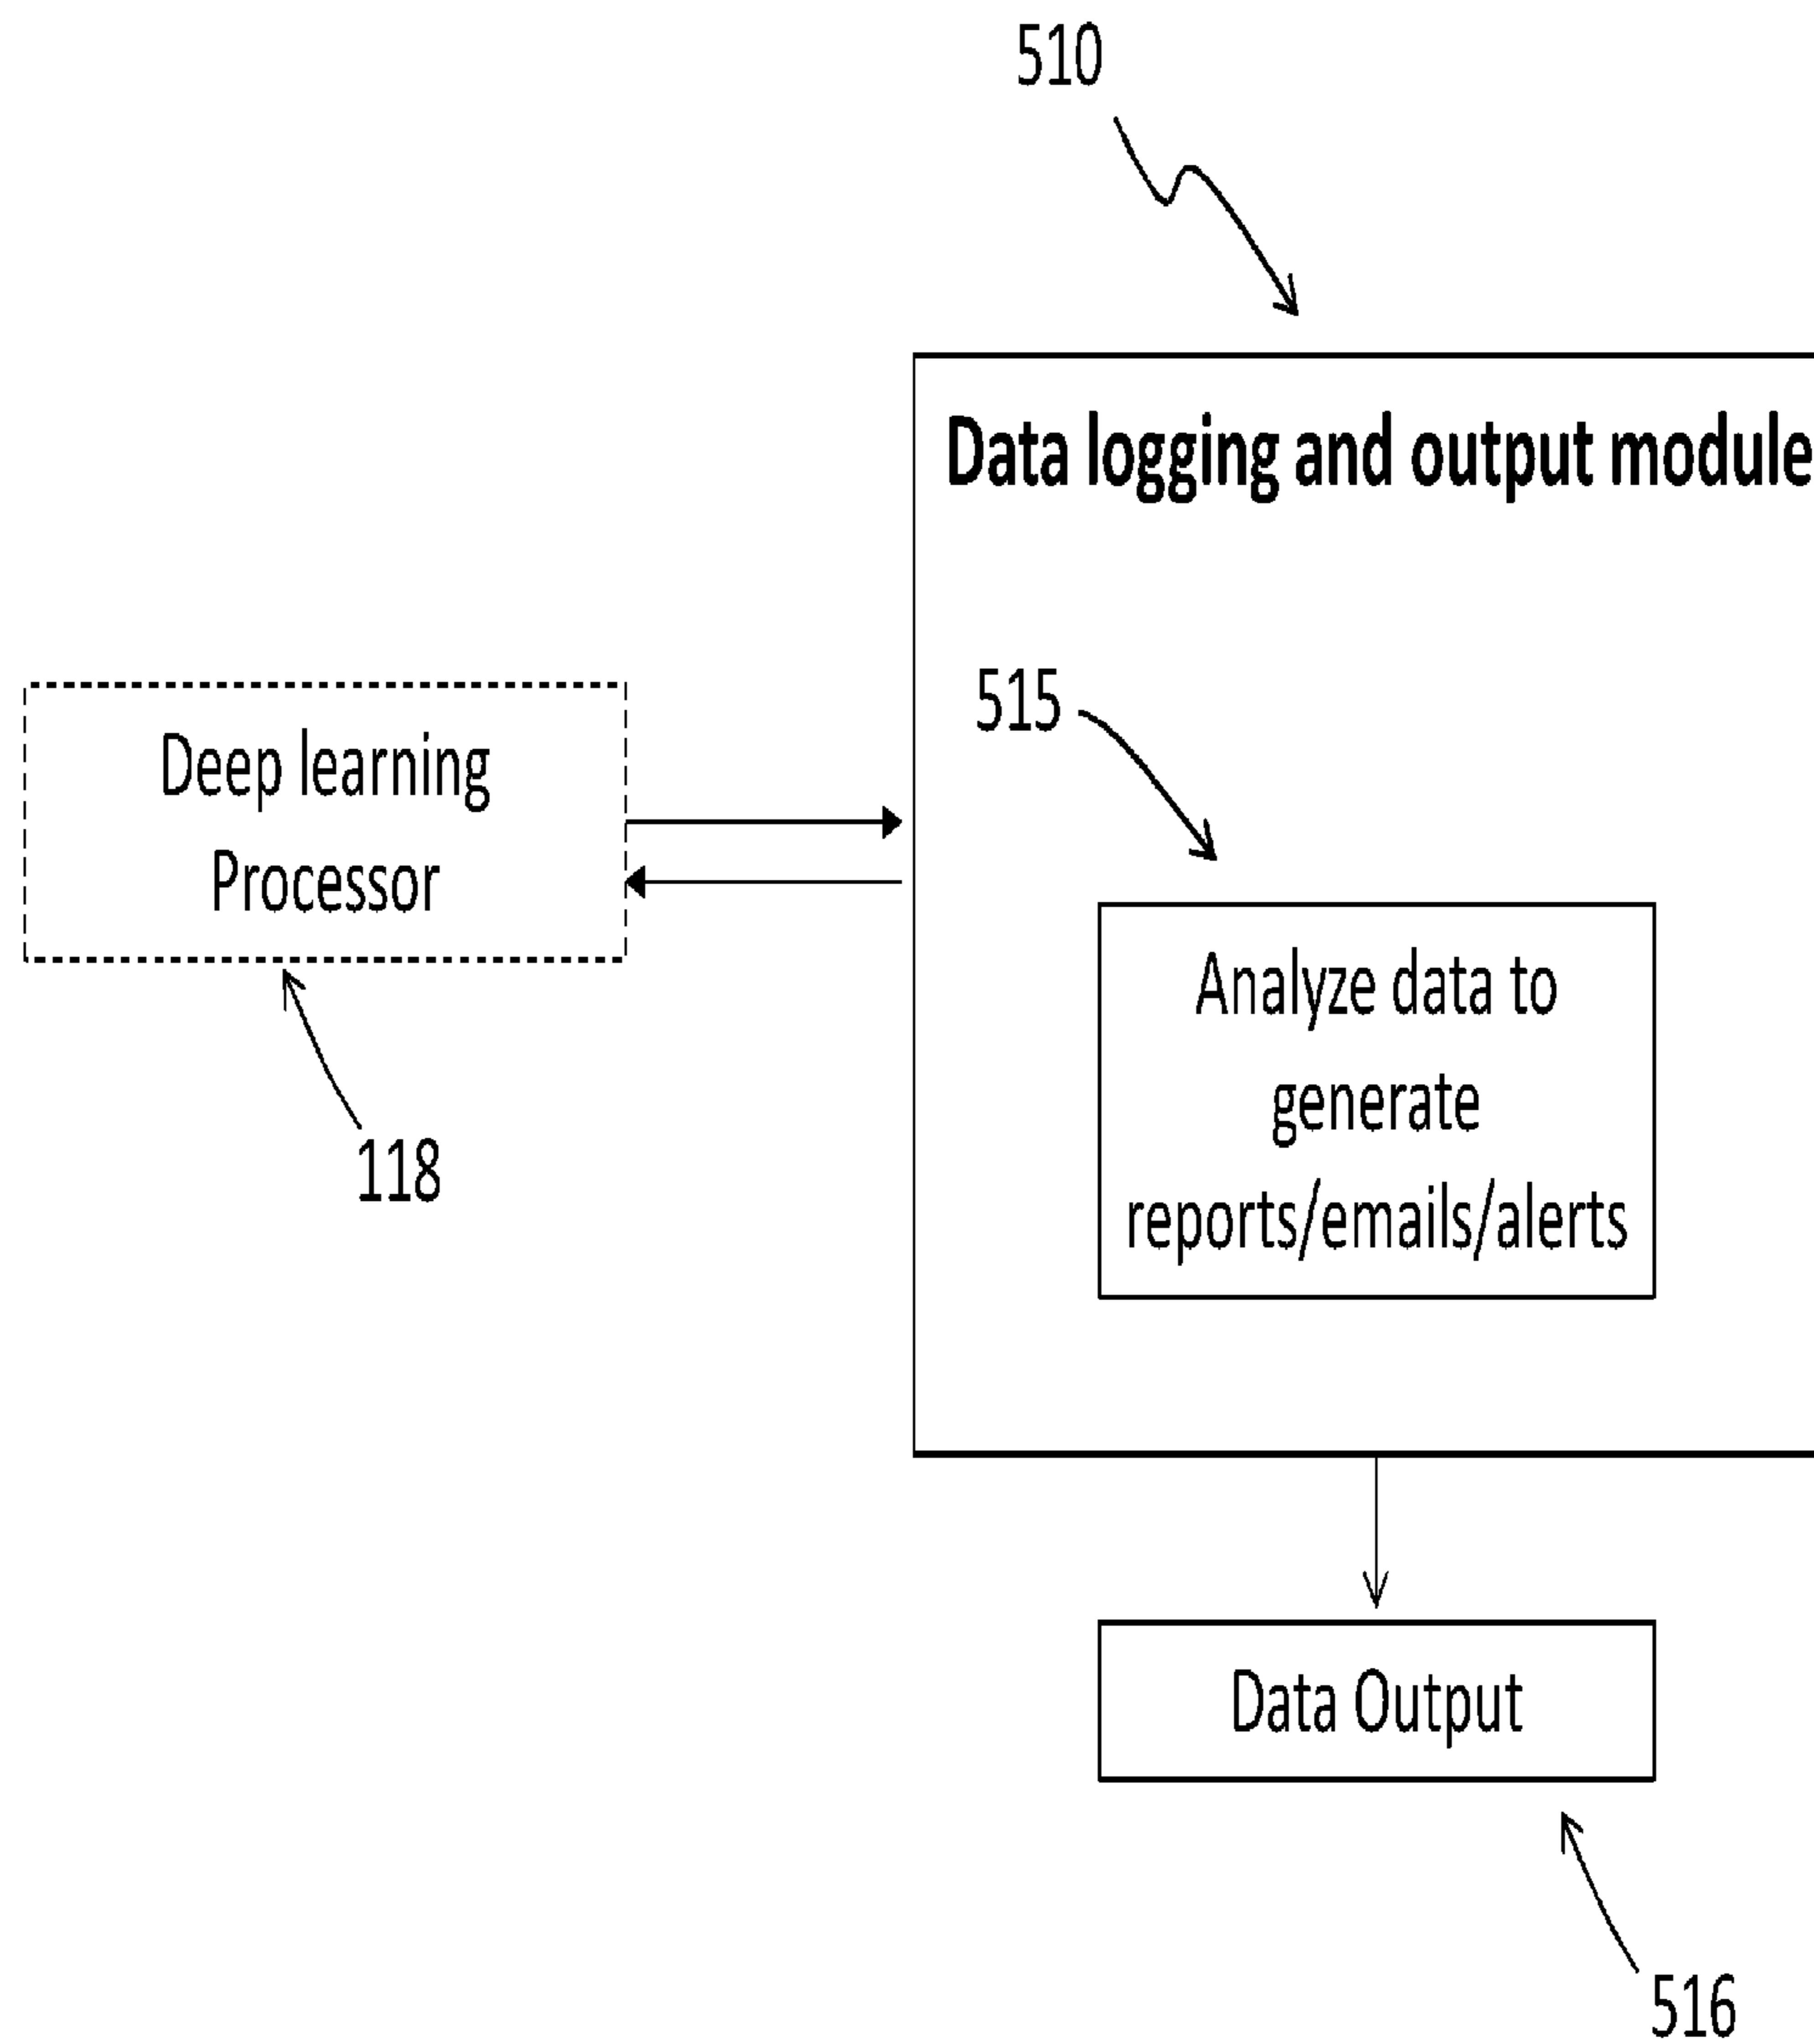 510
Data logging and output module
515
Deep learning
Processor
118
Analyze data to
generate
reports/emails/alerts
Data Output
516